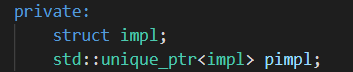 private:
struct impl;
std::unique_ptr<impl> pimpl;